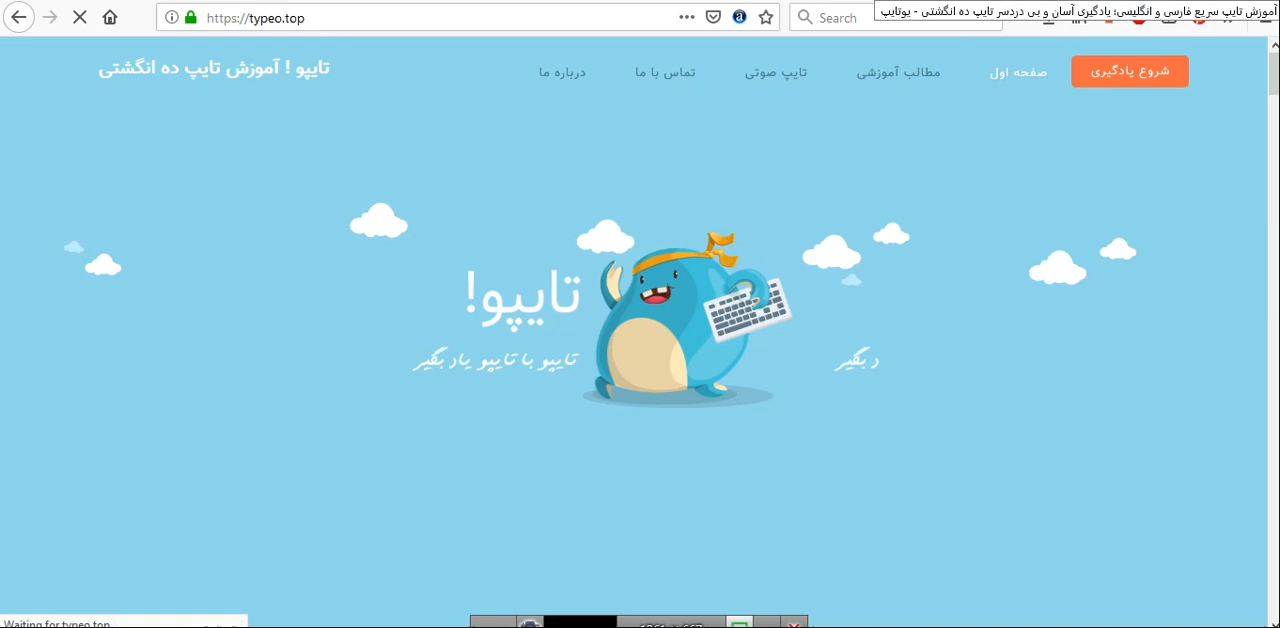 آموزش تایپ سریع فارسی و انگلیسی؛ یادگیری آسان و بی دردسر تایپ ده انگشتی - یوتایپ
https://typeo.top
Search
شروع یادگیری
صفحه اول
مطالب آموزشی
تایپ صوتی
تماس با ما
درباره ما
تایپو ! آموزش تایپ ده انگشتی
تایپو!
تایپو با تایپو یاد بگیر
د بگیر
Waiting for typeo.top